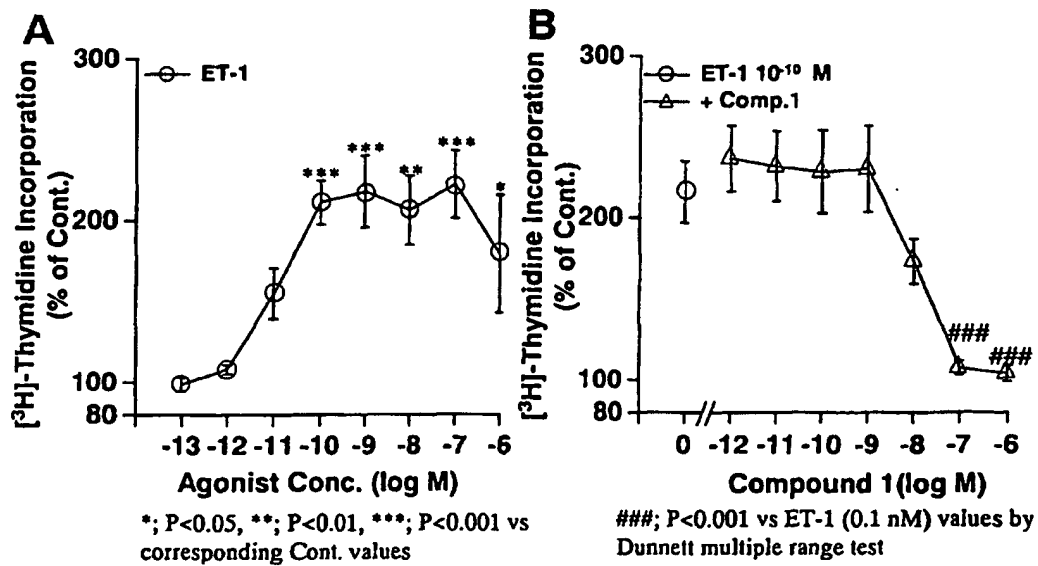 A
[³H]-Thymidine Incorporation
(% of Cont.)
300
200
100
80
ET-1
***
***
**
***
*
-13 -12 -11 -10 -9 -8 -7 -6
Agonist Conc. (log M)
*; P<0.05, **; P<0.01, ***; P<0.001 vs
corresponding Cont. values
B
[³H]-Thymidine Incorporation
(% of Cont.)
300
200
100
80
ET-1 10⁻¹⁰ M
+ Comp.1
###
###
0 -12 -11 -10 -9 -8 -7 -6
Compound 1(log M)
###; P<0.001 vs ET-1 (0.1 nM) values by
Dunnett multiple range test